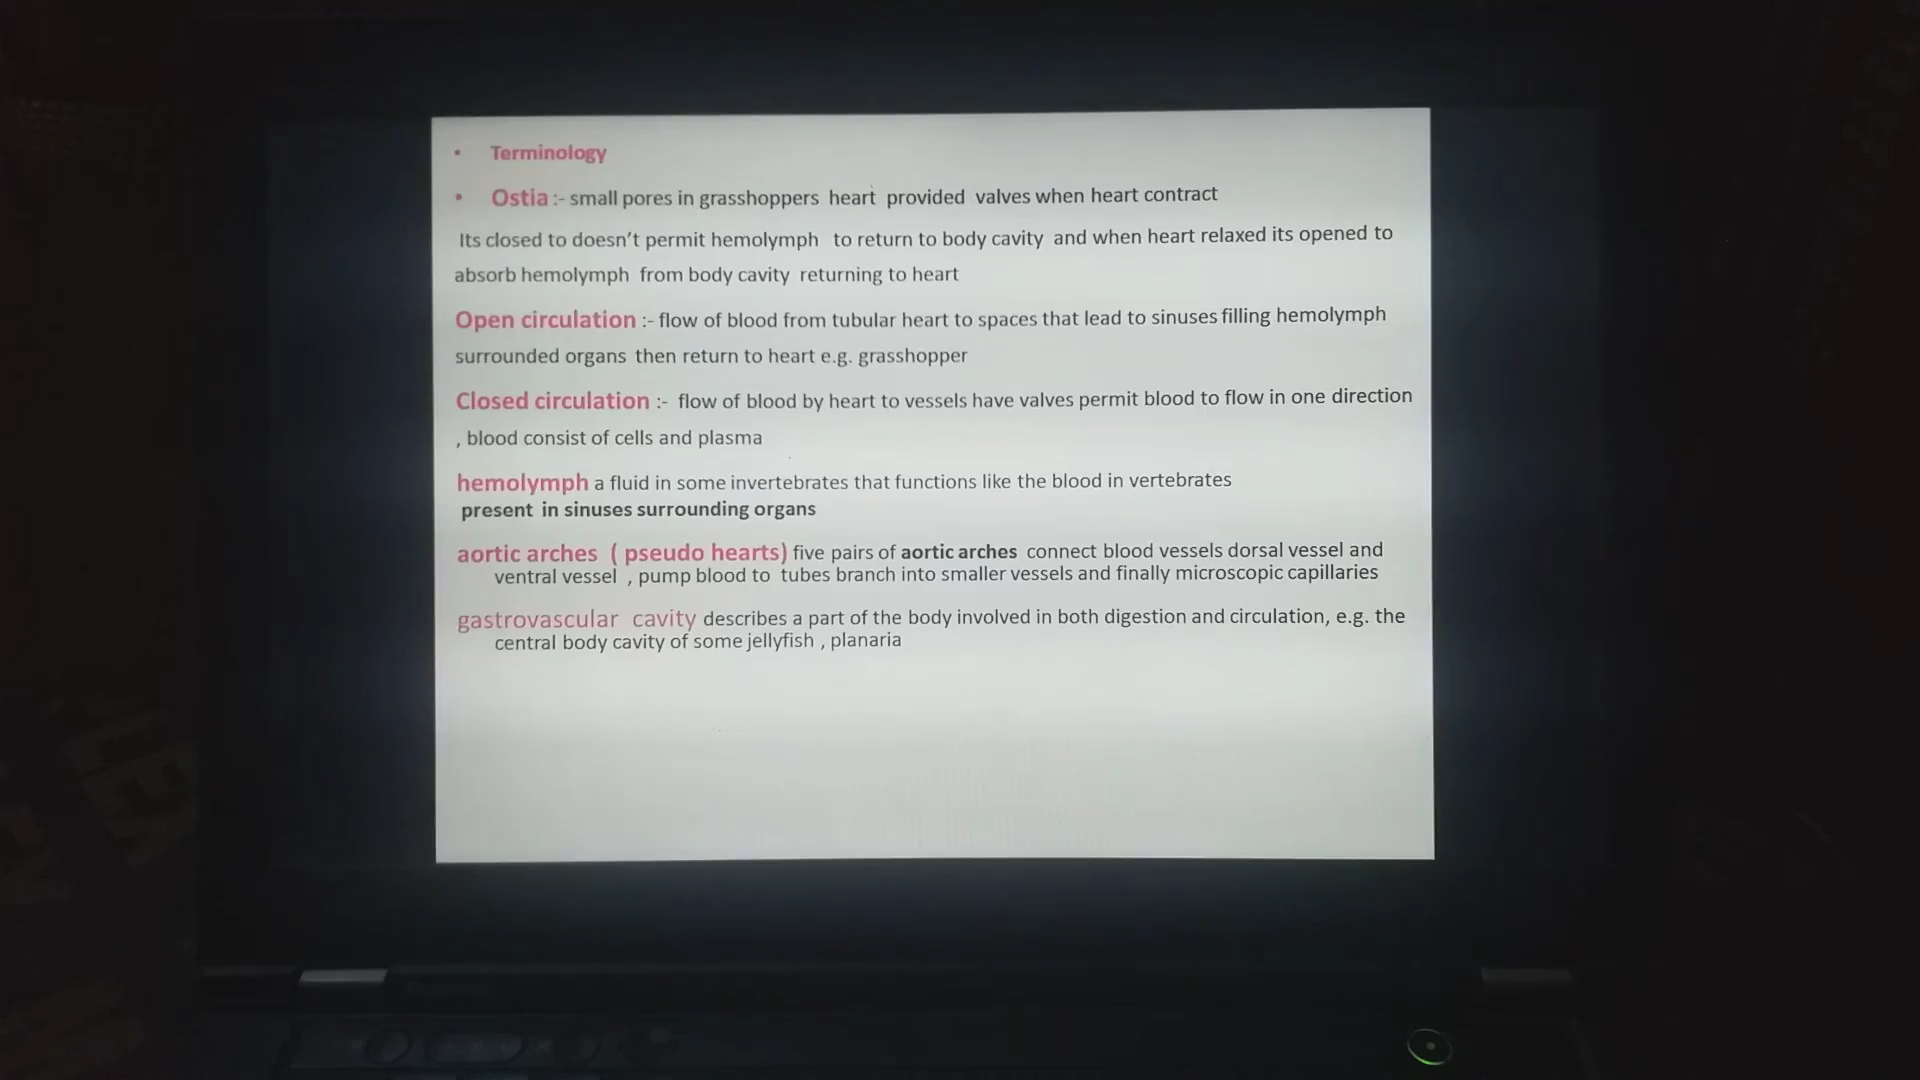 • Terminology
• Ostia :- small pores in grasshoppers heart provided valves when heart contract
Its closed to doesn't permit hemolymph to return to body cavity and when heart relaxed its opened to
absorb hemolymph from body cavity returning to heart
Open circulation :- flow of blood from tubular heart to spaces that lead to sinuses filling hemolymph
surrounded organs then return to heart e.g. grasshopper
Closed circulation :- flow of blood by heart to vessels have valves permit blood to flow in one direction
, blood consist of cells and plasma
hemolymph a fluid in some invertebrates that functions like the blood in vertebrates
present in sinuses surrounding organs
aortic arches ( pseudo hearts) five pairs of aortic arches connect blood vessels dorsal vessel and
ventral vessel , pump blood to tubes branch into smaller vessels and finally microscopic capillaries
gastrovascular cavity describes a part of the body involved in both digestion and circulation, e.g. the
central body cavity of some jellyfish , planaria